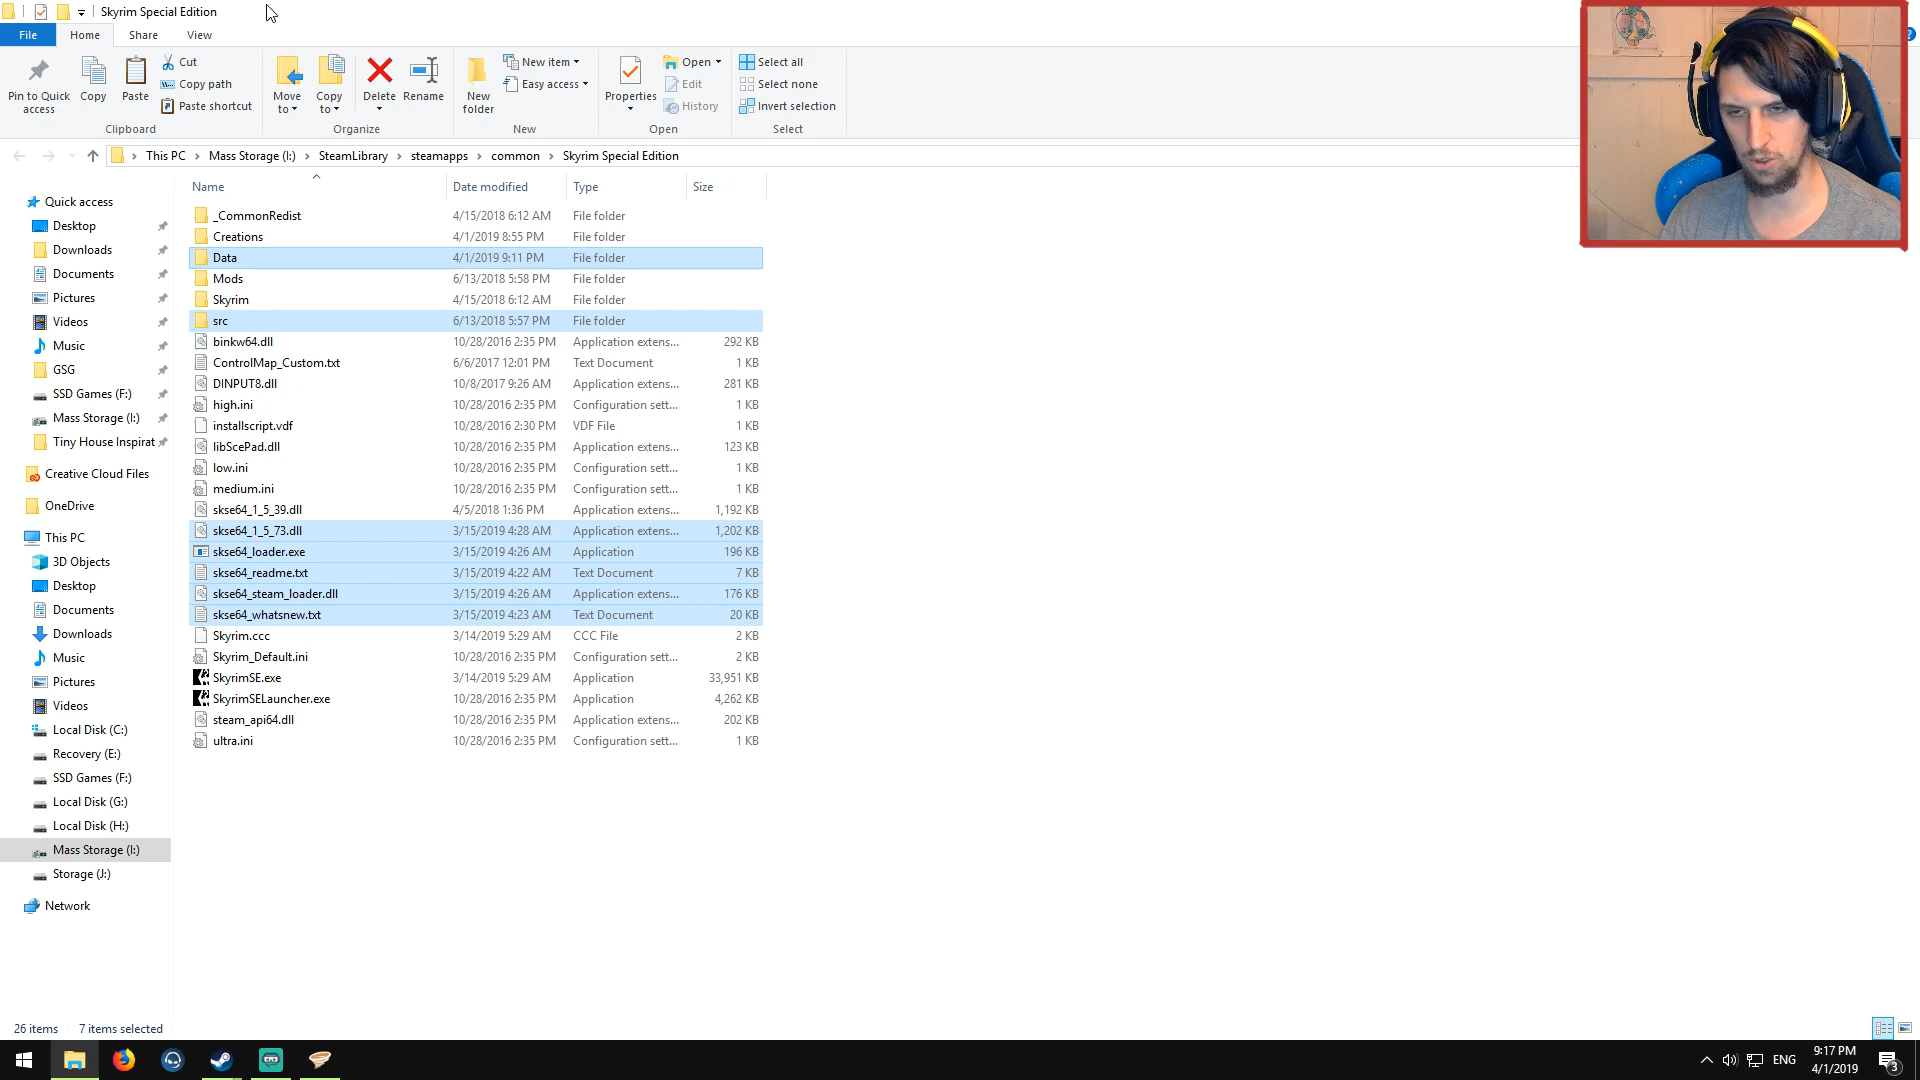 Skyrim Special Edition
File Home Share View
Pin to Quick access
Copy
Paste
Cut
Copy path
Paste shortcut
Clipboard
Move to
Copy to
Delete
Rename
Organize
New folder
New item
Easy access
New
Properties
Open
Edit
History
Open
Select all
Select none
Invert selection
Select
This PC > Mass Storage (I:) > SteamLibrary > steamapps > common > Skyrim Special Edition
Quick access
Desktop
Downloads
Documents
Pictures
Videos
Music
GSG
SSD Games (F:)
Mass Storage (I:)
Tiny House Inspirat
Creative Cloud Files
OneDrive
This PC
3D Objects
Desktop
Documents
Downloads
Music
Pictures
Videos
Local Disk (C:)
Recovery (E:)
SSD Games (F:)
Local Disk (G:)
Local Disk (H:)
Mass Storage (I:)
Storage (J:)
Network
Name Date modified Type Size
_CommonRedist 4/15/2018 6:12 AM File folder
Creations 4/1/2019 8:55 PM File folder
Data 4/1/2019 9:11 PM File folder
Mods 6/13/2018 5:58 PM File folder
Skyrim 4/15/2018 6:12 AM File folder
src 6/13/2018 5:57 PM File folder
binkw64.dll 10/28/2016 2:35 PM Application extens... 292 KB
ControlMap_Custom.txt 6/6/2017 12:01 PM Text Document 1 KB
DINPUT8.dll 10/8/2017 9:26 AM Application extens... 281 KB
high.ini 10/28/2016 2:35 PM Configuration sett... 1 KB
installscript.vdf 10/28/2016 2:30 PM VDF File 1 KB
libScePad.dll 10/28/2016 2:35 PM Application extens... 123 KB
low.ini 10/28/2016 2:35 PM Configuration sett... 1 KB
medium.ini 10/28/2016 2:35 PM Configuration sett... 1 KB
skse64_1_5_39.dll 4/5/2018 1:36 PM Application extens... 1,192 KB
skse64_1_5_73.dll 3/15/2019 4:28 AM Application extens... 1,202 KB
skse64_loader.exe 3/15/2019 4:26 AM Application 196 KB
skse64_readme.txt 3/15/2019 4:22 AM Text Document 7 KB
skse64_steam_loader.dll 3/15/2019 4:26 AM Application extens... 176 KB
skse64_whatsnew.txt 3/15/2019 4:23 AM Text Document 20 KB
Skyrim.ccc 3/14/2019 5:29 AM CCC File 2 KB
Skyrim_Default.ini 10/28/2016 2:35 PM Configuration sett... 2 KB
SkyrimSE.exe 3/14/2019 5:29 AM Application 33,951 KB
SkyrimSELauncher.exe 10/28/2016 2:35 PM Application 4,262 KB
steam_api64.dll 10/28/2016 2:35 PM Application extens... 202 KB
ultra.ini 10/28/2016 2:35 PM Configuration sett... 1 KB
26 items 7 items selected
ENG
9:17 PM
4/1/2019
3